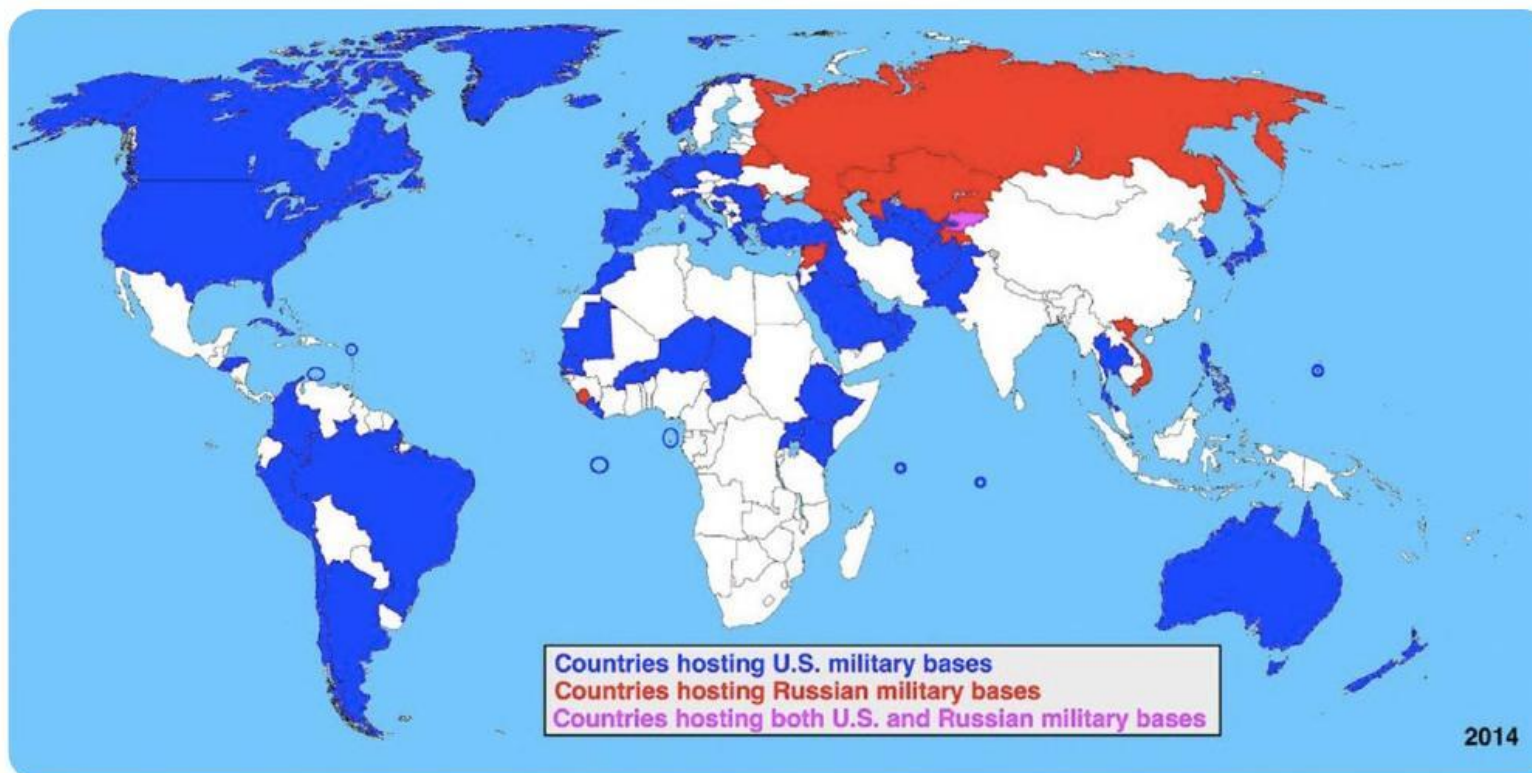 Countries hosting U.S. military bases
Countries hosting Russian military bases
Countries hosting both U.S. and Russian military bases
2014